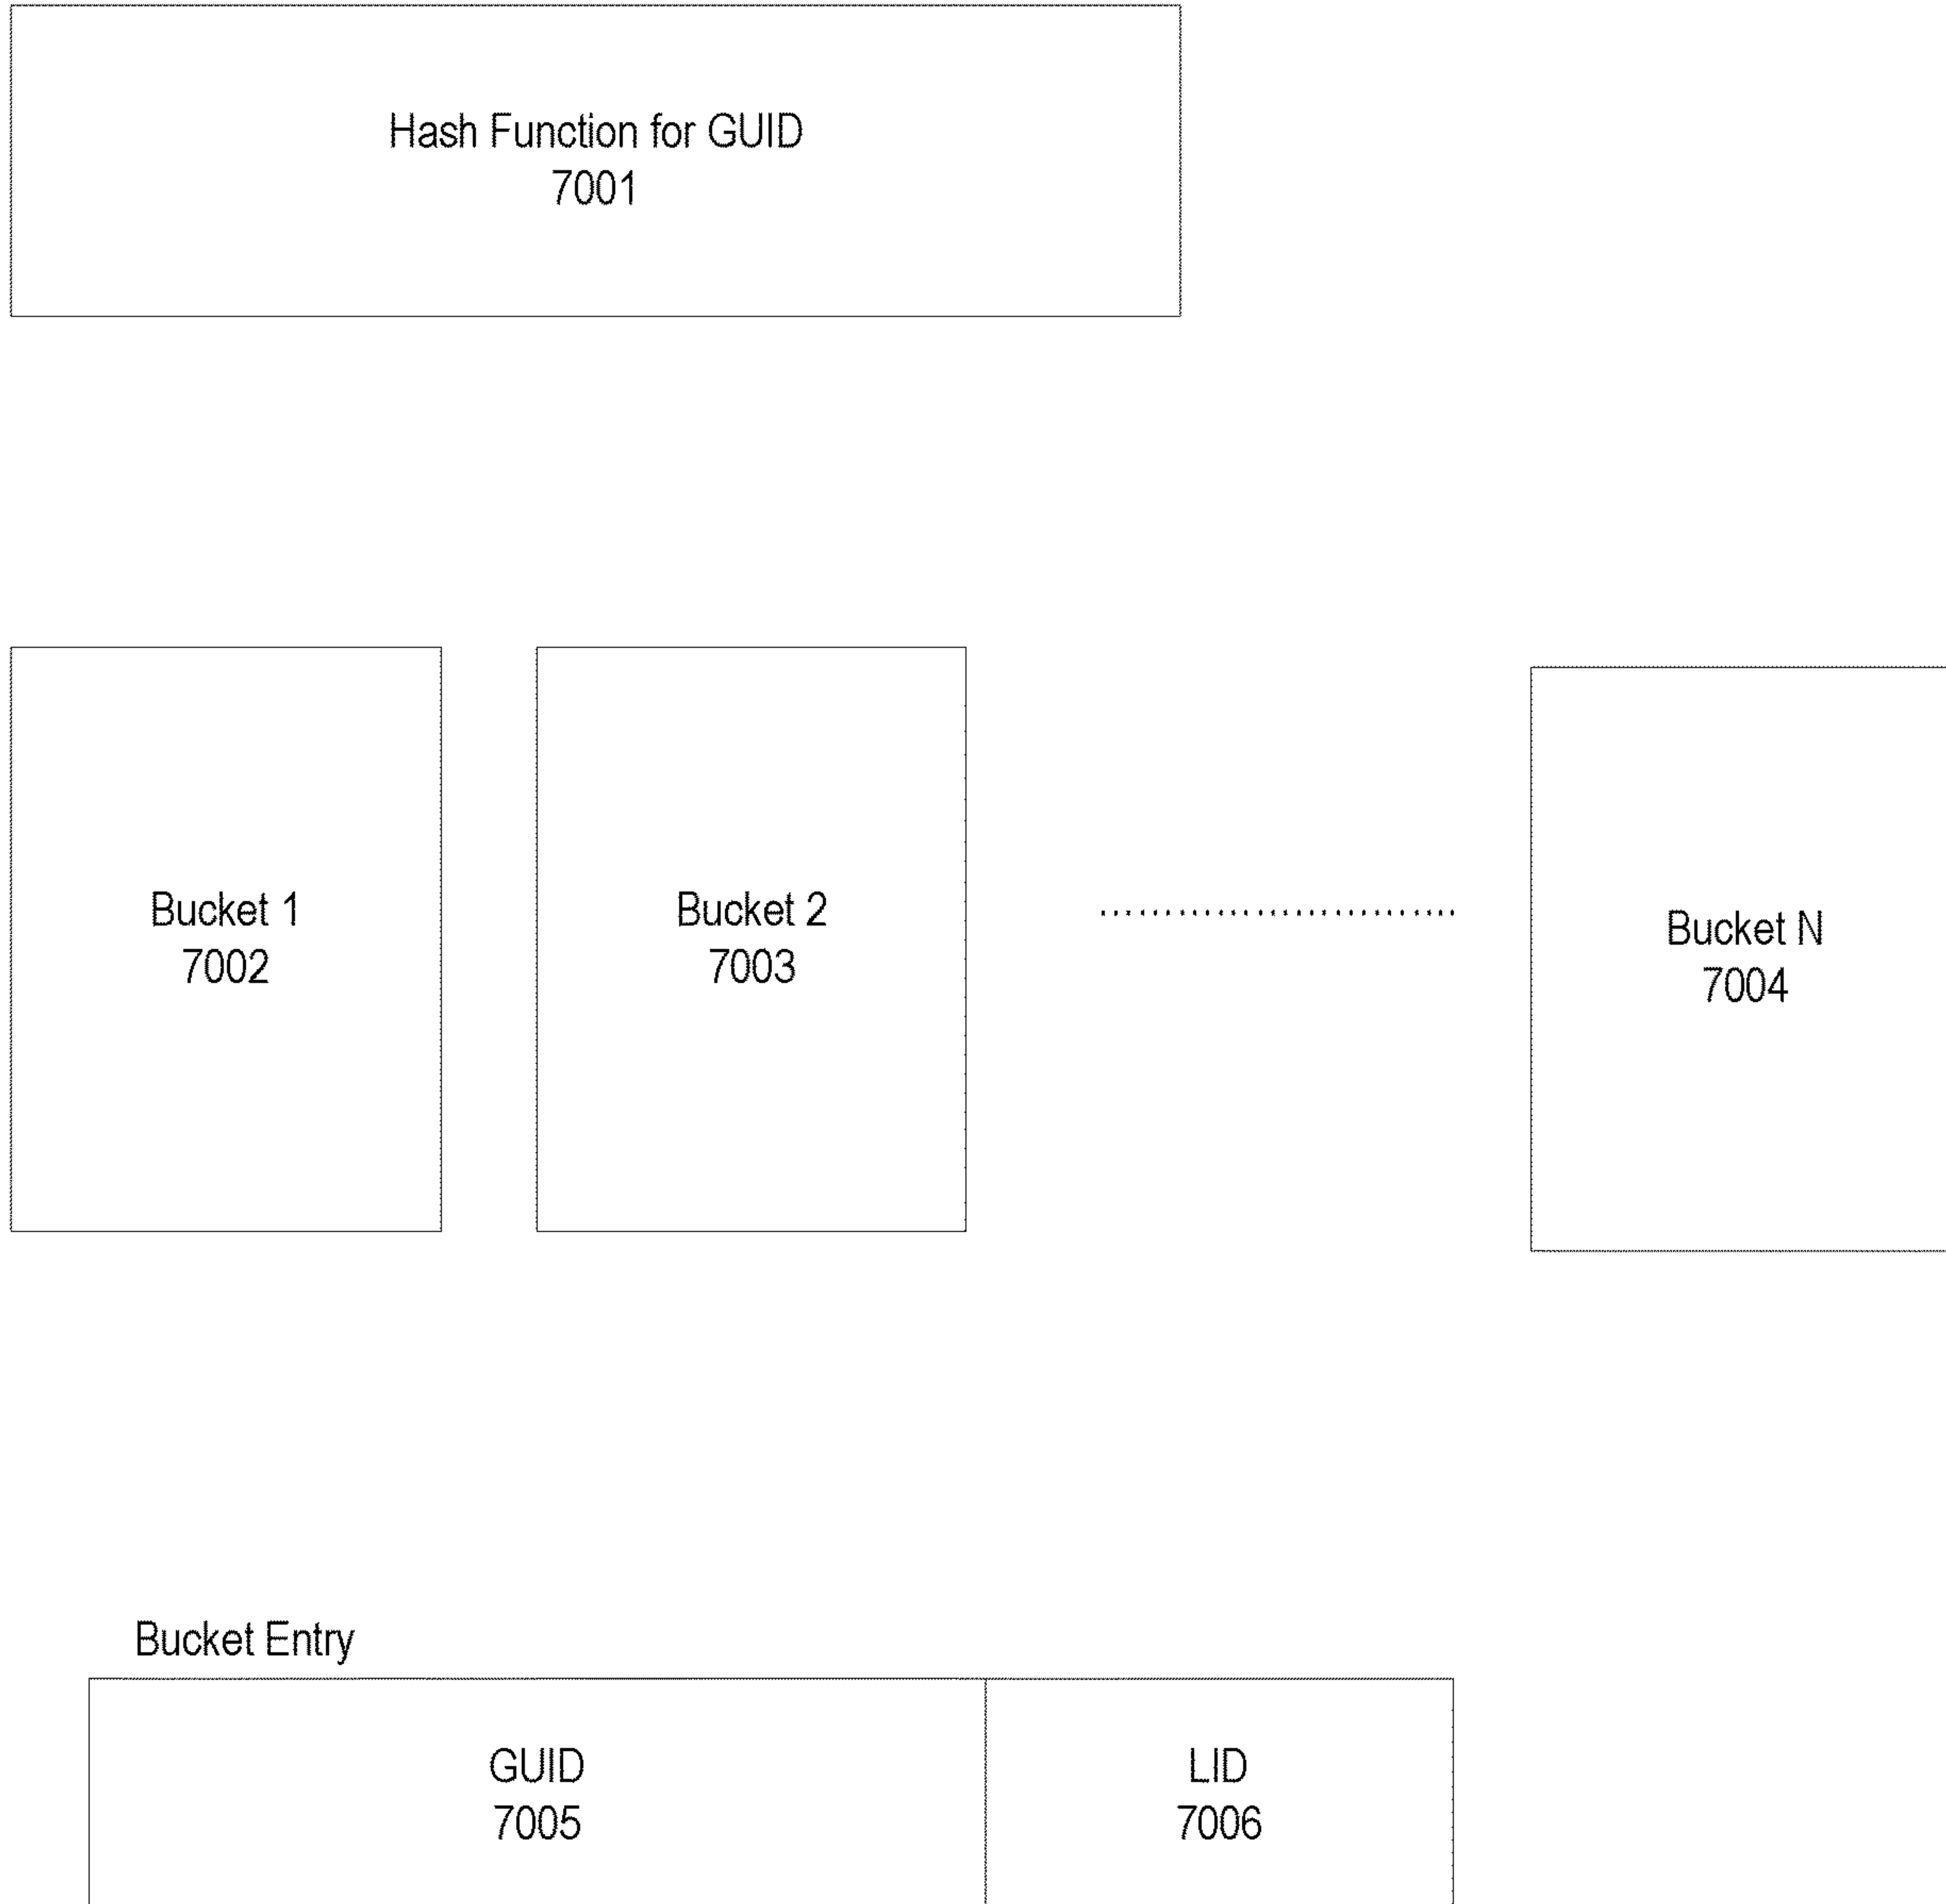 Hash Function for GUID
7001
Bucket 1
7002
Bucket 2
7003
Bucket N
7004
Bucket Entry
GUID
7005
LID
7006